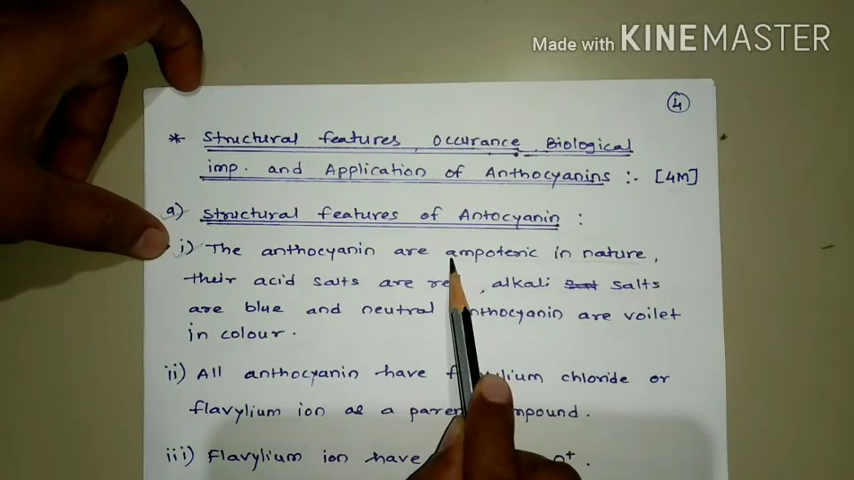 Made with KINEMASTER
4
* Structural features, Occurance, Biological
imp. and Application of Anthocyanins :- [4M]
a) Structural features of Antocyanin :
i) The anthocyanin are ampoteric in nature,
their acid salts are , alkali salts
are blue and neutral are voilet
in colour.
ii) All anthocyanin have chloride or
flavylium ion as a parent
iii) Flavylium ion have